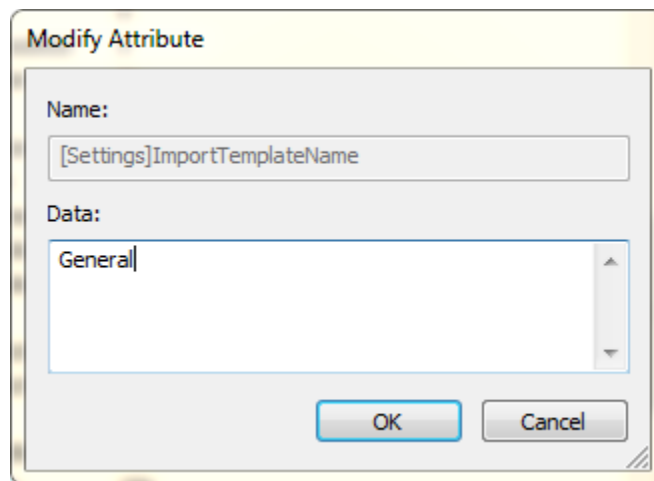 Modify Attribute
Name:
[Settings]ImportTemplateName
Data:
General
OK Cancel